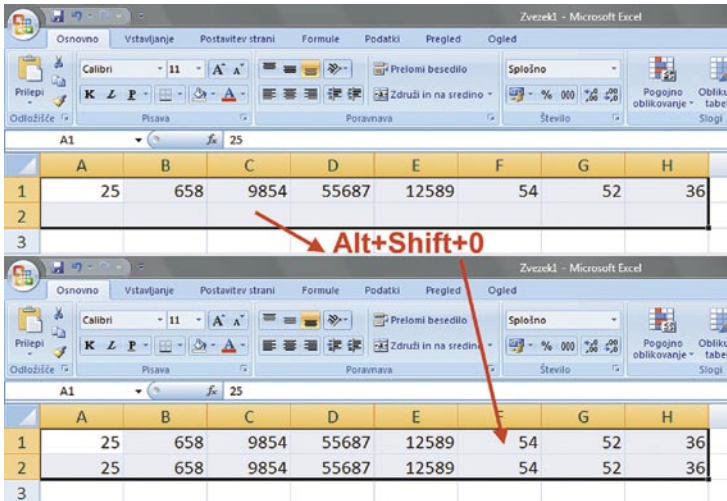 Zvezek1 - Microsoft Excel
Osnovno Vstavljanje Postavitev strani Formule Podatki Pregled Ogled
Prilepi
Calibri 11 A A
Prelomi besedilo
Splošno
K L P A
Združi in na sredino
% 000
Pogojno oblikovanje
Odložišče Pisava Poravnava Število Slogi
A1 fx 25
A B C D E F G H
1 25 658 9854 55687 12589 54 52 36
2
3
Alt+Shift+0
Zvezek1 - Microsoft Excel
Osnovno Vstavljanje Postavitev strani Formule Podatki Pregled Ogled
Prilepi
Calibri 11 A A
Prelomi besedilo
Splošno
K L P A
Združi in na sredino
% 000
Pogojno oblikovanje
Odložišče Pisava Poravnava Število Slogi
A1 fx 25
A B C D E F G H
1 25 658 9854 55687 12589 54 52 36
2 25 658 9854 55687 12589 54 52 36
3